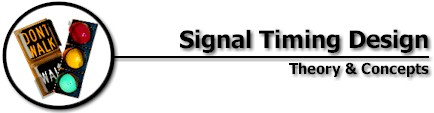 DONT
WALK
WALK
Signal Timing Design
Theory & Concepts